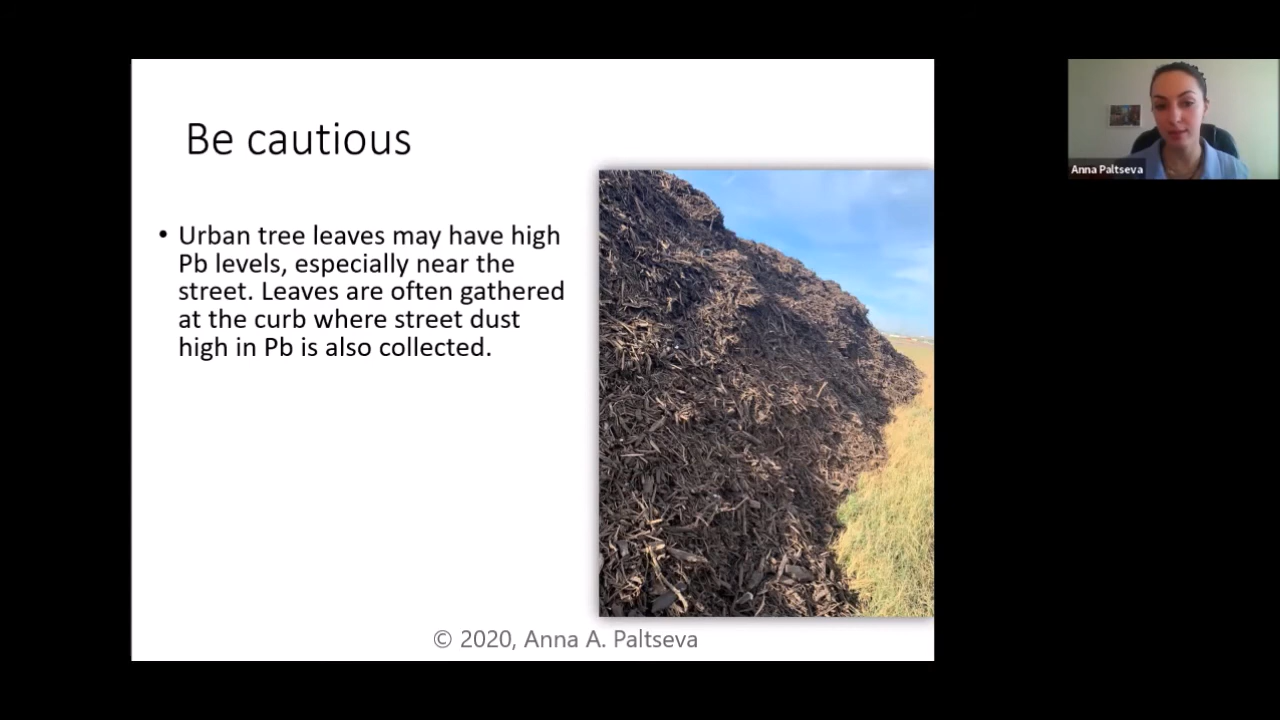 Be cautious
• Urban tree leaves may have high
Pb levels, especially near the
street. Leaves are often gathered
at the curb where street dust
high in Pb is also collected.
© 2020, Anna A. Paltseva
Anna Paltseva